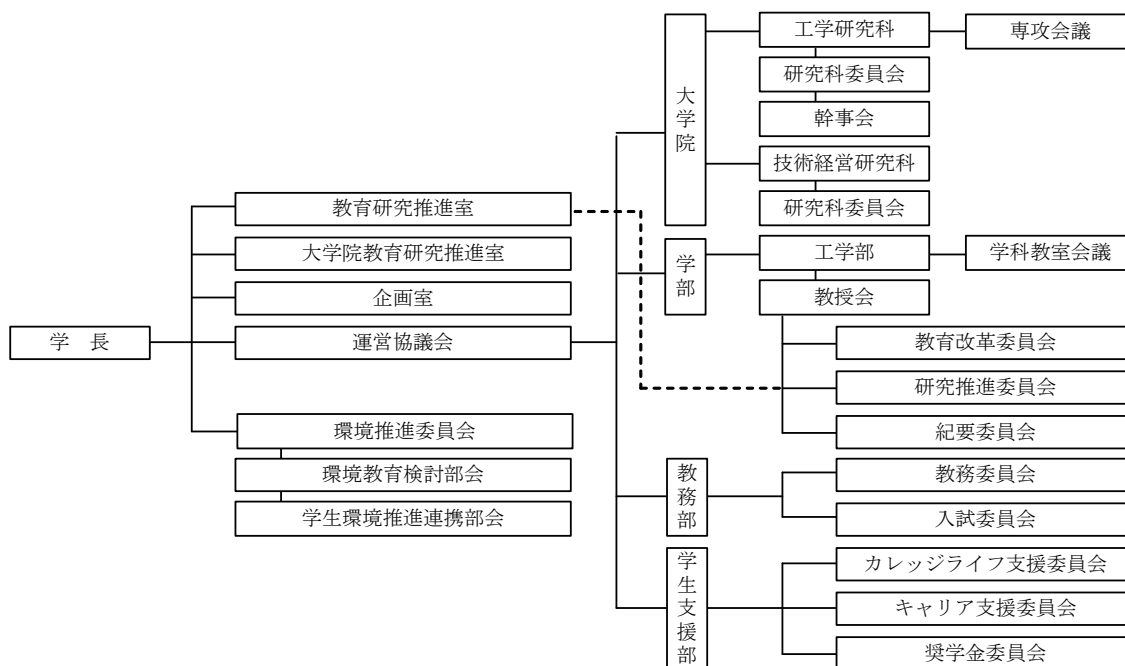 学　長
教育研究推進室
大学院教育研究推進室
企画室
運営協議会
環境推進委員会
環境教育検討部会
学生環境推進連携部会
大学院
工学研究科
専攻会議
研究科委員会
幹事会
技術経営研究科
研究科委員会
学部
工学部
学科教室会議
教授会
教育改革委員会
研究推進委員会
紀要委員会
教務部
教務委員会
入試委員会
学生支援部
カレッジライフ支援委員会
キャリア支援委員会
奨学金委員会